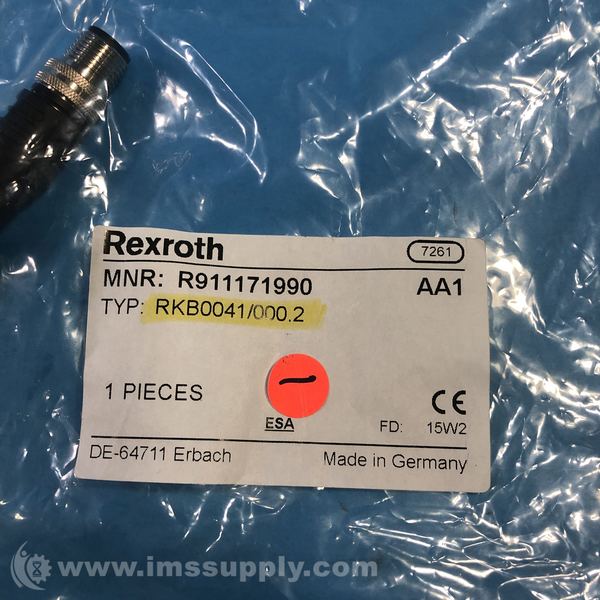 Rexroth 7261
MNR: R911171990 AA1
TYP: RKB0041/000.2
1 PIECES
ESA FD: 15W2
DE-64711 Erbach Made in Germany
www.imssupply.com